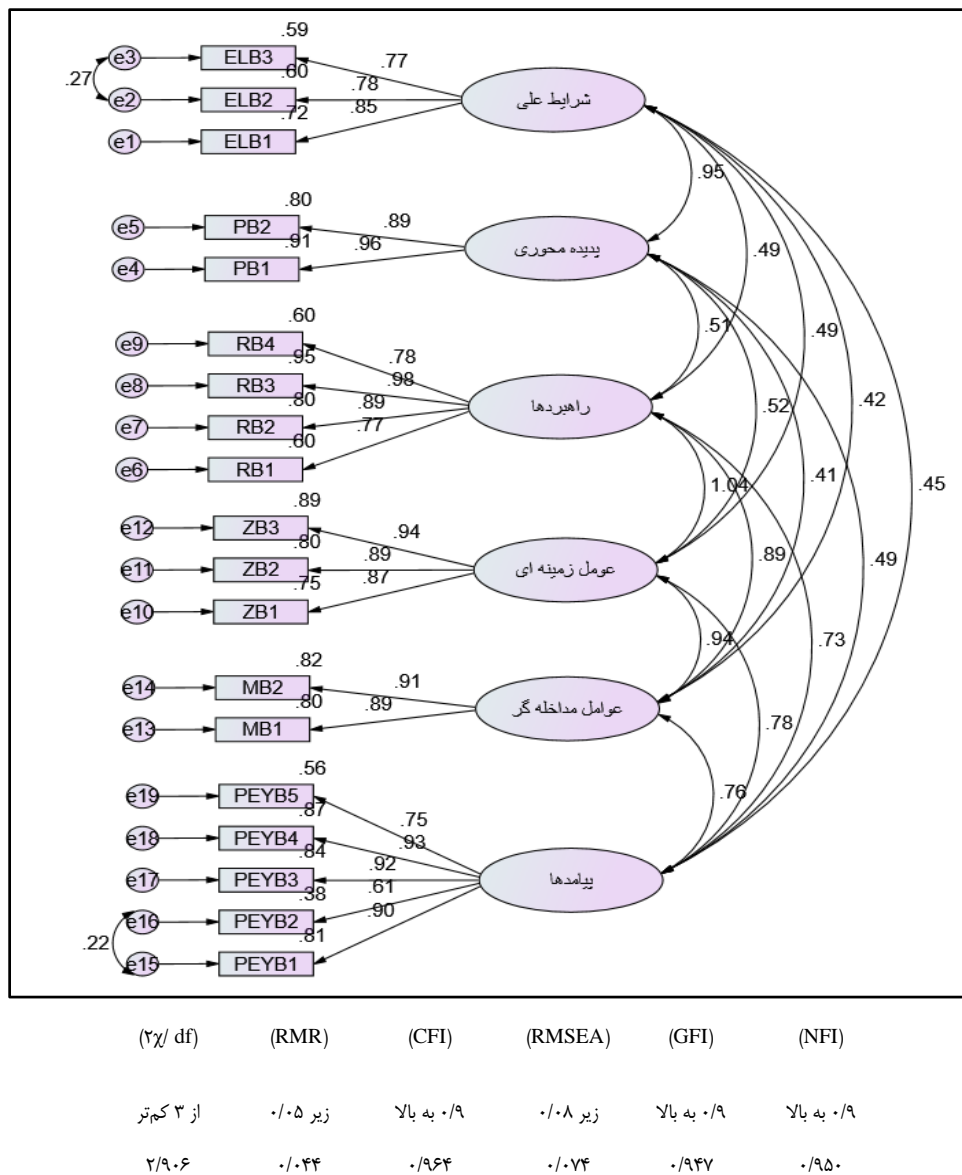 .59
e3 ELB3 .77
.60
.27 e2 ELB2 .78 شرایط علی
.72 .85
e1 ELB1
.95
.80
e5 PB2 .89
.91 پدیده محوری .49
e4 PB1 .96
.51 .49
.60
e9 RB4 .78
.95 .98 .42
e8 RB3 راهبردها .52
.80 .89
e7 RB2 .41
.60 .77
e6 RB1 1.04 .45
.89
e12 ZB3 .94 .89 .49
.80
e11 ZB2 .89 عومل زمینه ای
.75 .87
e10 ZB1
.94 .73
.82
e14 MB2 .91
.80 عوامل مداخله گر .78
e13 MB1 .89
.56 .76
e19 PEYB5 .75
.87
e18 PEYB4 .93
.84
e17 PEYB3 .92 پیامدها
.38 .61
e16 PEYB2 .90
.22 .81
e15 PEYB1
(۲χ/ df) (RMR) (CFI) (RMSEA) (GFI) (NFI)
از ۳ کم‌تر زیر ۰/۰۵ ۰/۹ به بالا زیر ۰/۰۸ ۰/۹ به بالا ۰/۹ به بالا
۲/۹۰۶ ۰/۰۴۴ ۰/۹۶۴ ۰/۰۷۴ ۰/۹۴۷ ۰/۹۵۰